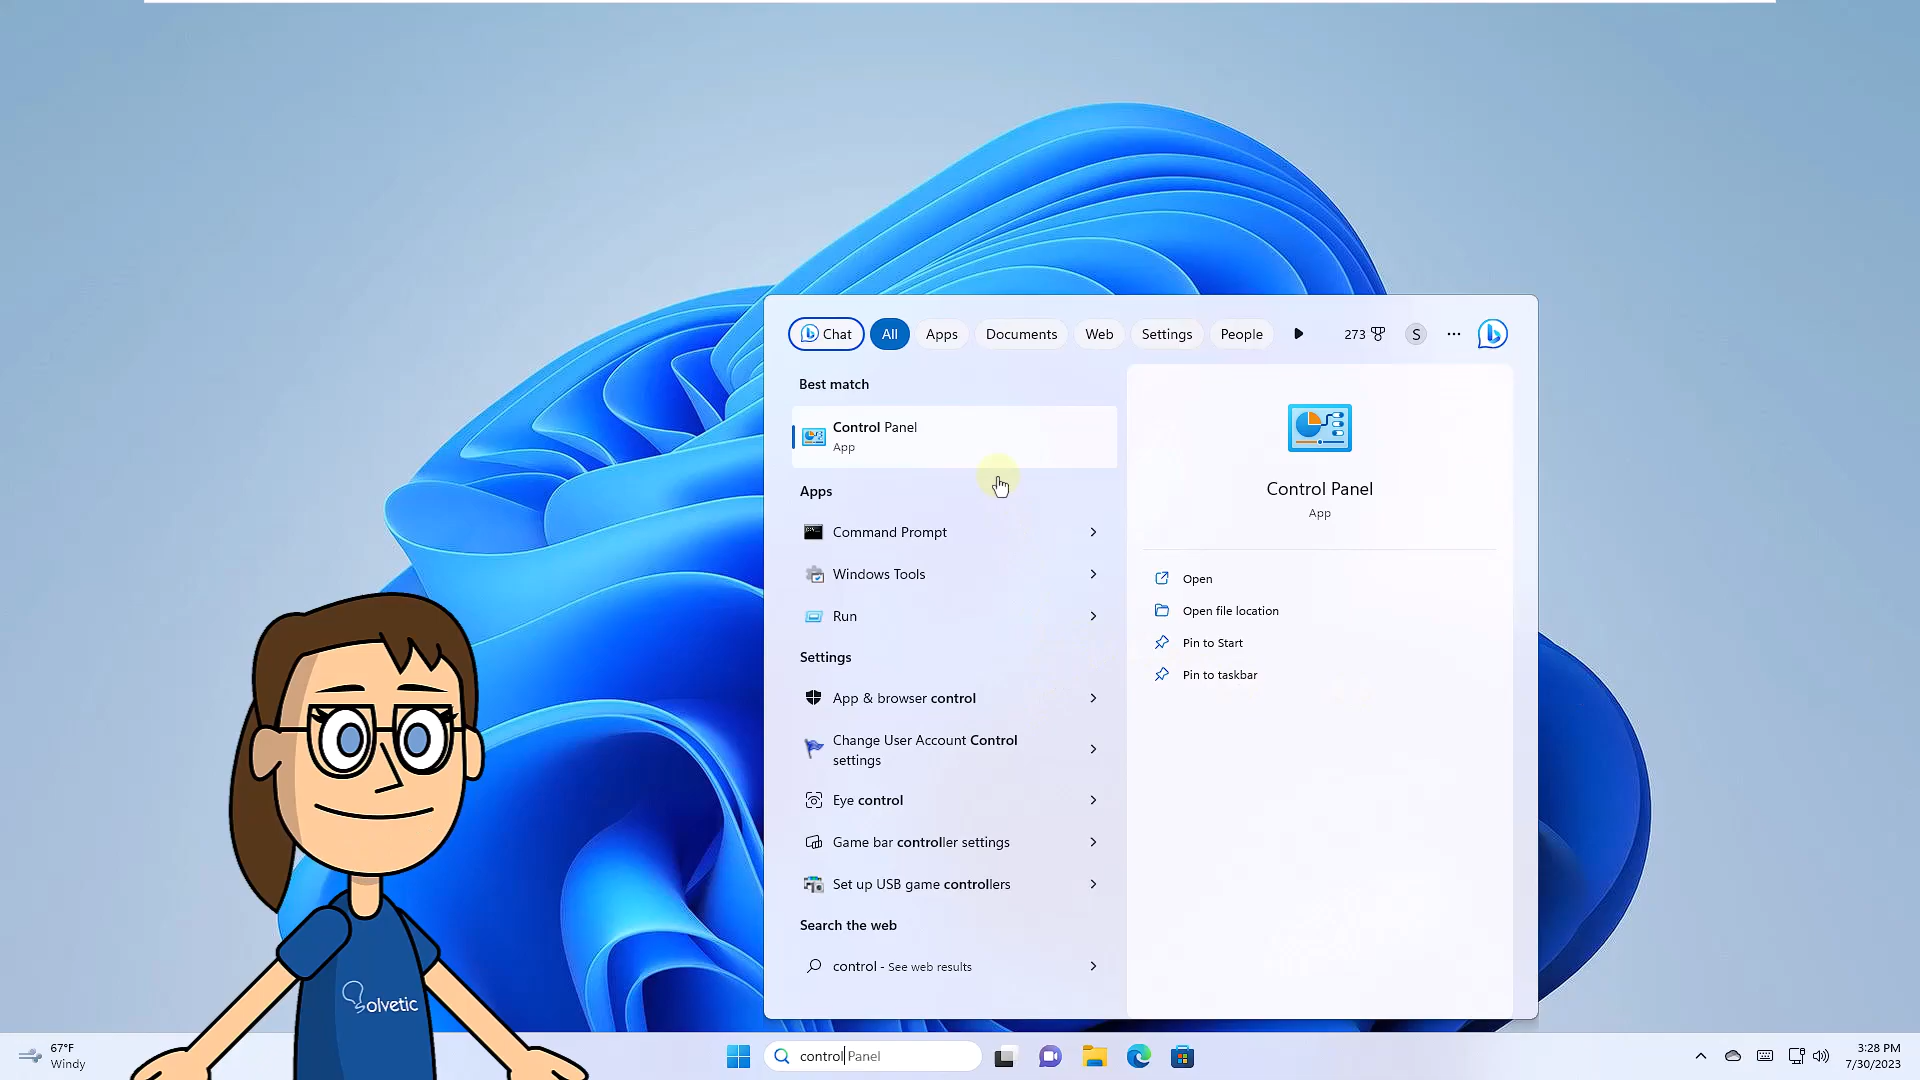 Chat
All
Apps
Documents
Web
Settings
People
273
S
Best match
Control Panel
App
Apps
Command Prompt
Windows Tools
Run
Settings
App & browser control
Change User Account Control
settings
Eye control
Game bar controller settings
Set up USB game controllers
Search the web
control - See web results
Control Panel
App
Open
Open file location
Pin to Start
Pin to taskbar
Solvetic
67°F
Windy
control Panel
3:28 PM
7/30/2023